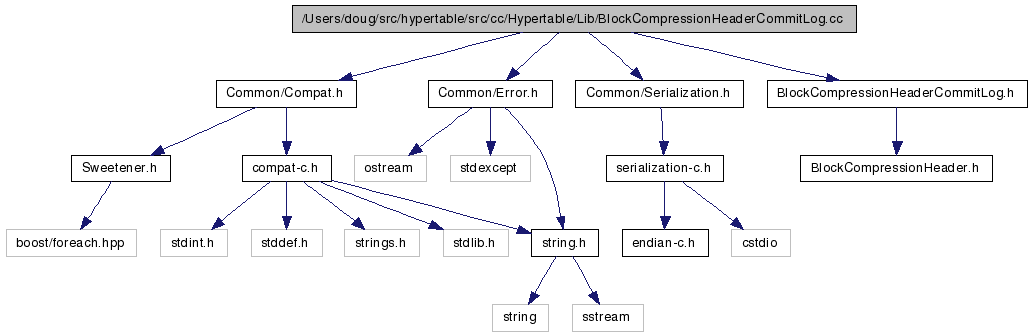 /Users/doug/src/hypertable/src/cc/Hypertable/Lib/BlockCompressionHeaderCommitLog.cc
Common/Compat.h
Common/Error.h
Common/Serialization.h
BlockCompressionHeaderCommitLog.h
Sweetener.h
compat-c.h
ostream
stdexcept
serialization-c.h
BlockCompressionHeader.h
boost/foreach.hpp
stdint.h
stddef.h
strings.h
stdlib.h
string.h
endian-c.h
cstdio
string
sstream